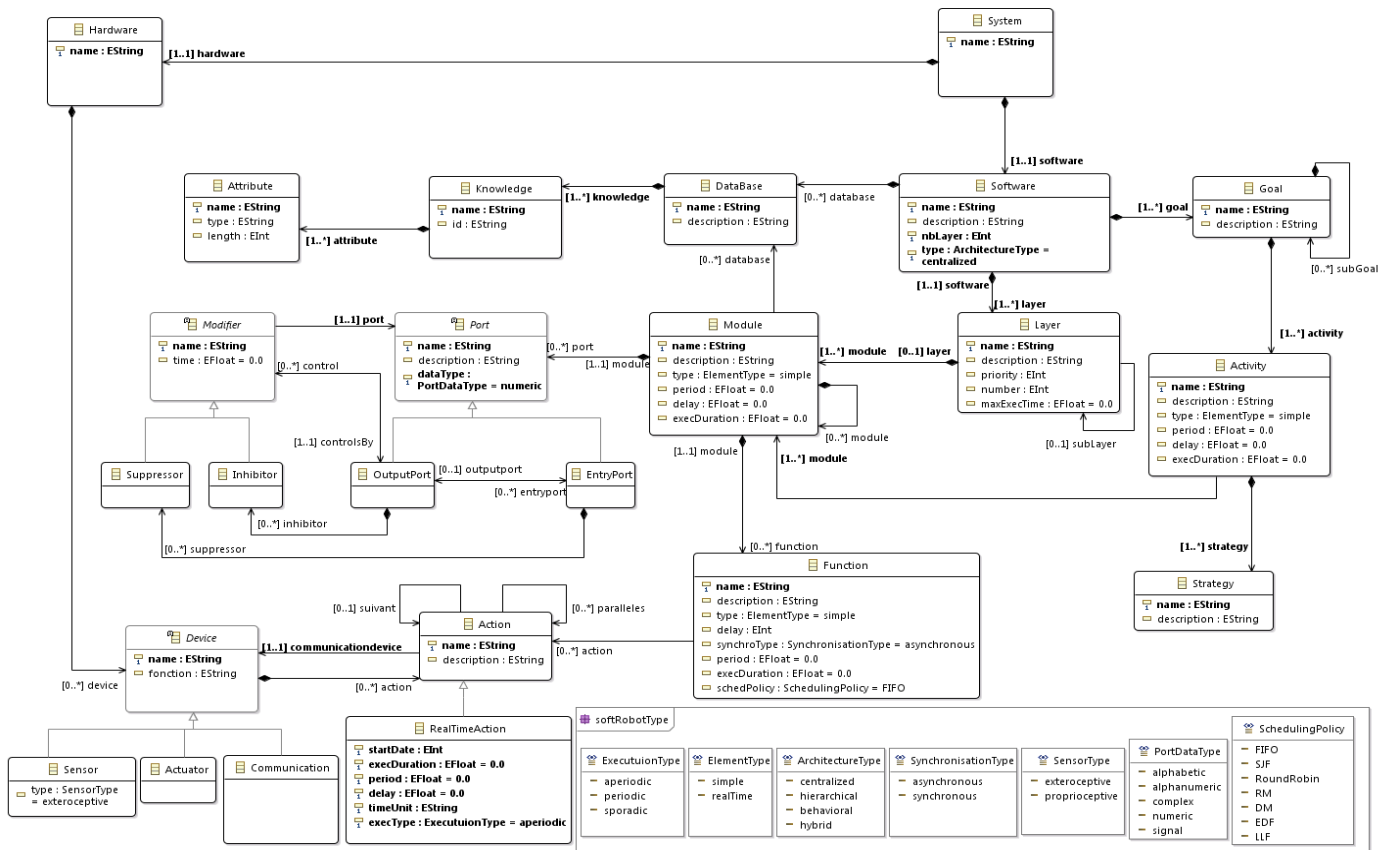 Hardware
name : EString
[1..1] hardware
System
name : EString
[1..1] software
Attribute
name : EString
type : EString
length : EInt
[1..*] attribute
Knowledge
name : EString
id : EString
[1..*] knowledge
DataBase
name : EString
description : EString
[0..*] database
Software
name : EString
description : EString
nbLayer : EInt
type : ArchitectureType =
centralized
[1..*] goal
Goal
name : EString
description : EString
[0..*] subGoal
[0..*] database
[1..1] software
[1..*] layer
[1..*] activity
Modifier
name : EString
time : EFloat = 0.0
[1..1] port
Port
name : EString
description : EString
dataType :
PortDataType = numeric
[0..*] port
[1..1] module
Module
name : EString
description : EString
type : ElementType = simple
period : EFloat = 0.0
delay : EFloat = 0.0
execDuration : EFloat = 0.0
[1..*] module
[0..1] layer
Layer
name : EString
description : EString
priority : EInt
number : EInt
maxExecTime : EFloat = 0.0
[0..1] subLayer
Activity
name : EString
description : EString
type : ElementType = simple
period : EFloat = 0.0
delay : EFloat = 0.0
execDuration : EFloat = 0.0
[0..*] control
[1..1] controlsBy
[0..*] module
[1..1] module
[1..*] module
Suppressor
Inhibitor
OutputPort
[0..1] outputport
[0..*] entryport
EntryPort
[0..*] inhibitor
[0..*] suppressor
[0..*] function
[1..*] strategy
Function
name : EString
description : EString
type : ElementType = simple
delay : EInt
synchroType : SynchronisationType = asynchronous
period : EFloat = 0.0
execDuration : EFloat = 0.0
schedPolicy : SchedulingPolicy = FIFO
Strategy
name : EString
description : EString
[0..1] suivant
[0..*] paralleles
Action
name : EString
description : EString
[0..*] action
Device
name : EString
fonction : EString
[1..1] communicationdevice
[0..*] device
[0..*] action
Sensor
type : SensorType
= exteroceptive
Actuator
Communication
RealTimeAction
startDate : EInt
execDuration : EFloat = 0.0
period : EFloat = 0.0
delay : EFloat = 0.0
timeUnit : EString
execType : ExecutuionType = aperiodic
softRobotType
ExecutuionType
aperiodic
periodic
sporadic
ElementType
simple
realTime
ArchitectureType
centralized
hierarchical
behavioral
hybrid
SynchronisationType
asynchronous
synchronous
SensorType
exteroceptive
proprioceptive
PortDataType
alphabetic
alphanumeric
complex
numeric
signal
SchedulingPolicy
FIFO
SJF
RoundRobin
RM
DM
EDF
LLF